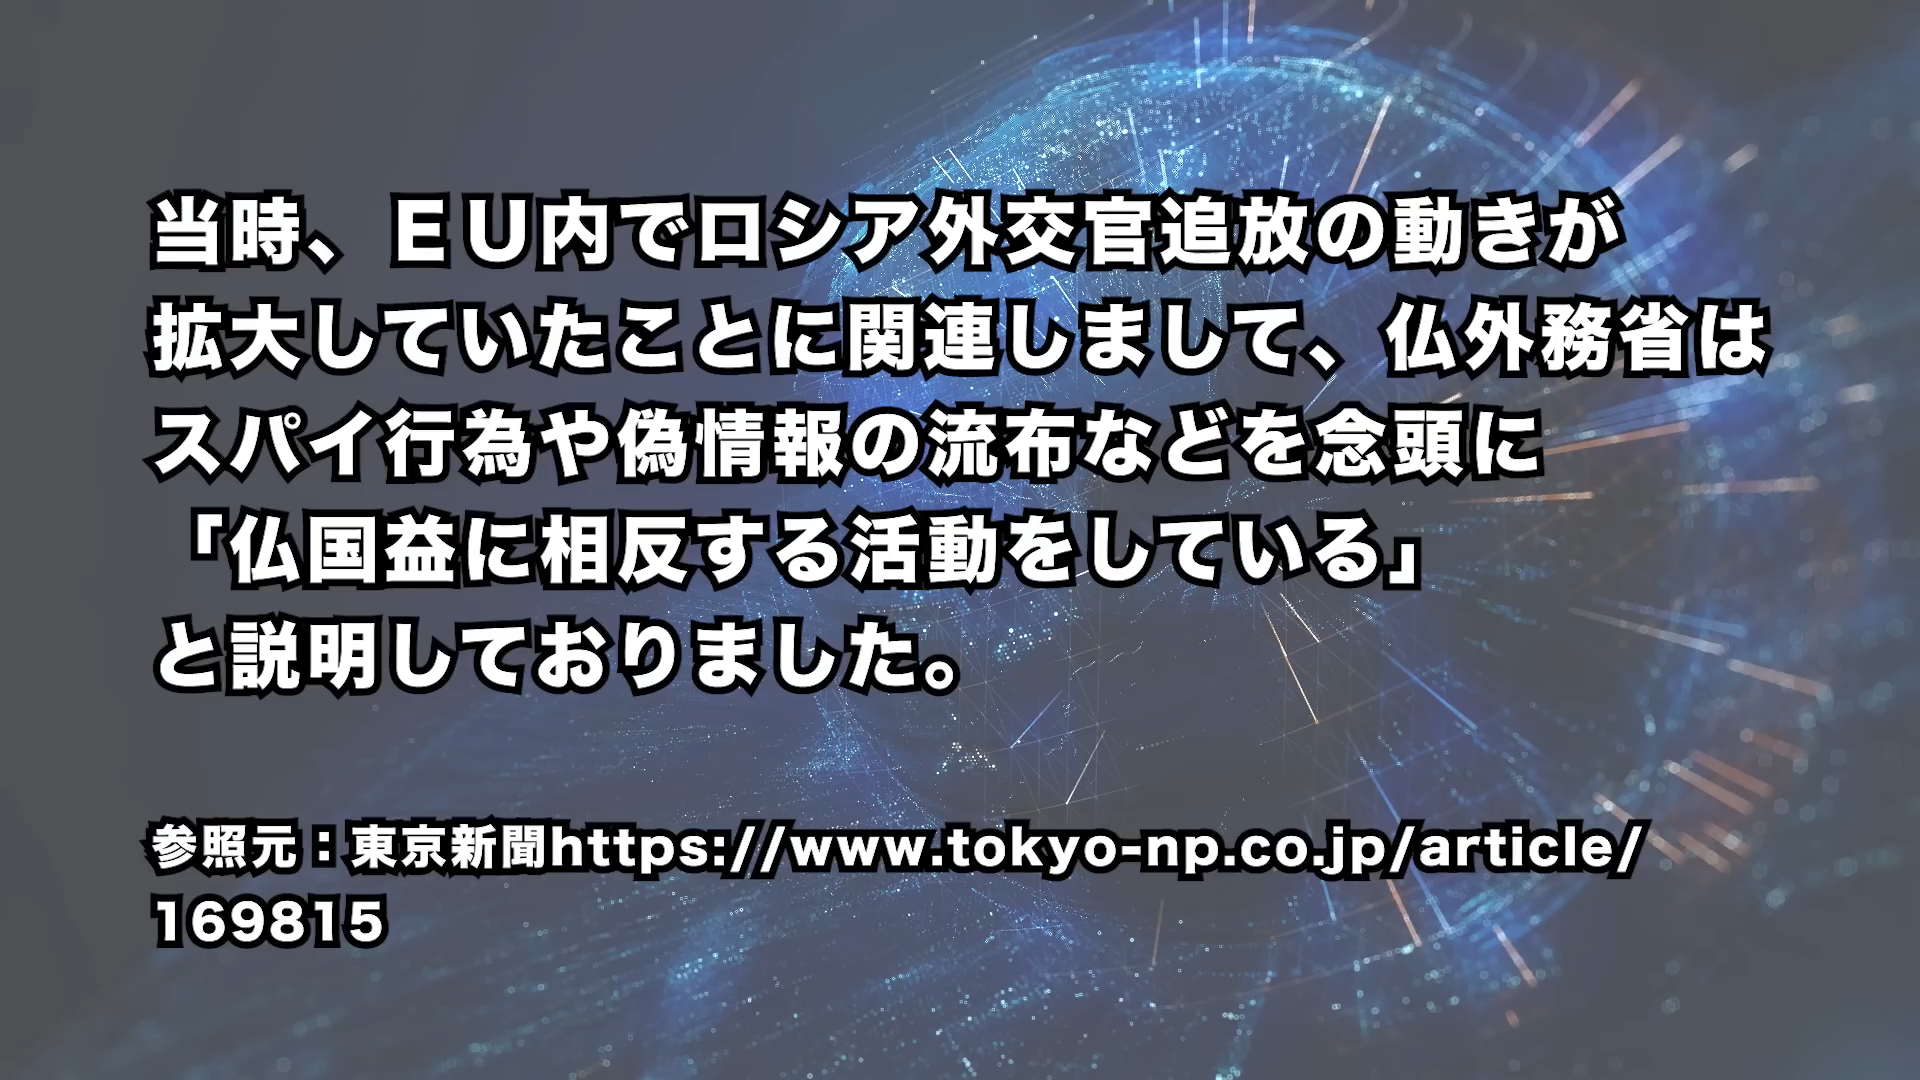 当時、ＥＵ内でロシア外交官追放の動きが
拡大していたことに関連しまして、仏外務省は
スパイ行為や偽情報の流布などを念頭に
「仏国益に相反する活動をしている」
と説明しておりました。
参照元：東京新聞https://www.tokyo-np.co.jp/article/
169815